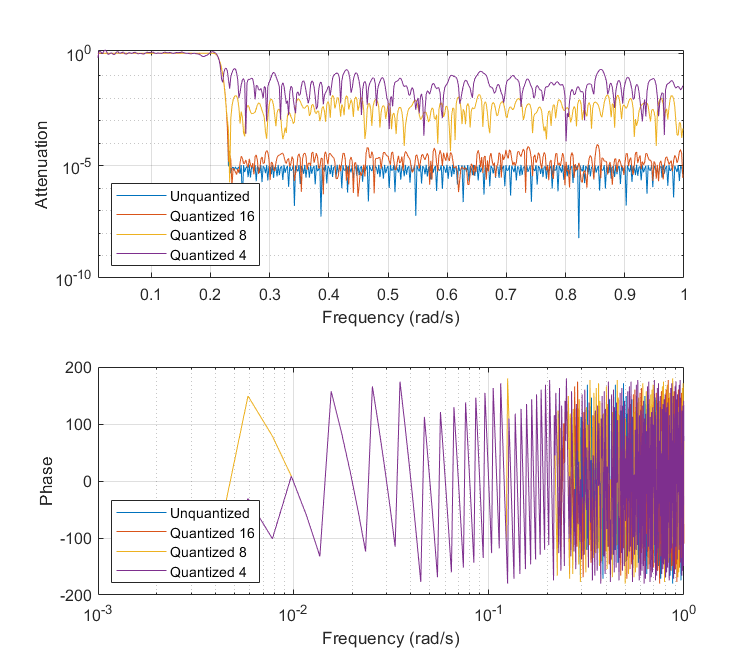 10^0
10^-5
10^-10
Attenuation
Unquantized
Quantized 16
Quantized 8
Quantized 4
0.1 0.2 0.3 0.4 0.5 0.6 0.7 0.8 0.9 1
Frequency (rad/s)
200
100
0
-100
-200
Phase
Unquantized
Quantized 16
Quantized 8
Quantized 4
10^-3 10^-2 10^-1 10^0
Frequency (rad/s)